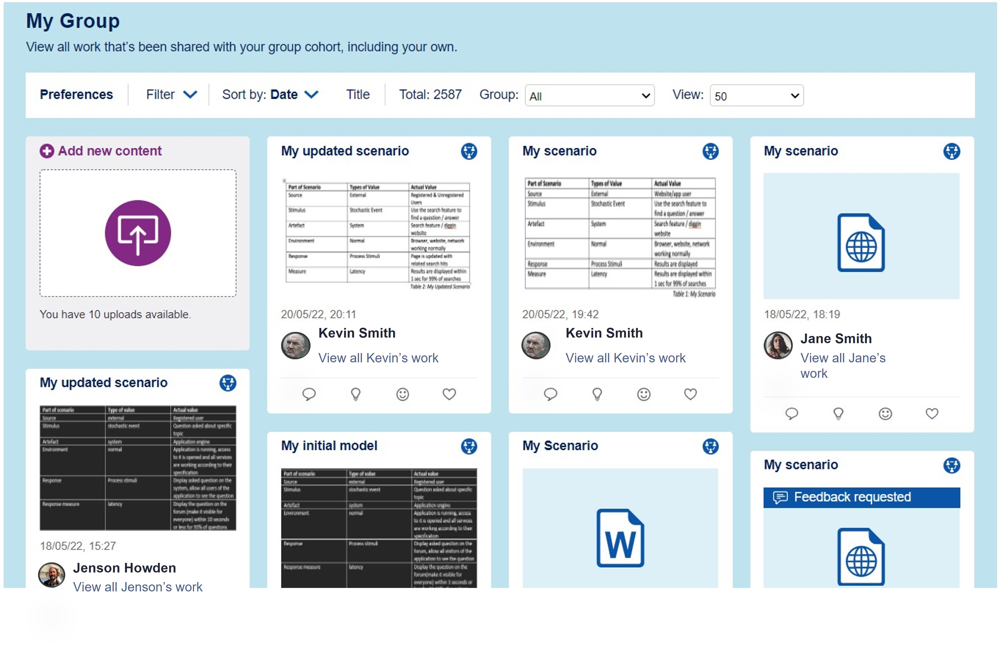 My Group
View all work that’s been shared with your group cohort, including your own.
Preferences Filter Sort by: Date Title Total: 2587 Group: All View: 50
Add new content
You have 10 uploads available.
My updated scenario
Part of Scenario Types of Value Actual Value
Source External Registered & Unregistered
Users
Stimulus Stochastic Event Use the search feature to
find a question / answer
Artefact System Search feature / diggin
website
Environment Normal Browser, website, network
working normally
Response Process Stimuli Page is updated with
related search hits
Measure Latency Results are displayed within
1 sec for 99% of searches
Table 2: My Updated Scenario
20/05/22, 20:11
Kevin Smith
View all Kevin’s work
My scenario
Part of Scenario Types of Value Actual Value
Source External Website/app user
Stimulus Stochastic Event Use the search feature to
find a question / answer
Artefact System Search feature / diggin
website
Environment Normal Browser, website, network
working normally
Response Process Stimuli Results are displayed
Measure Latency Results are displayed within
1 sec for 99% of searches
Table 1: My Scenario
20/05/22, 19:42
Kevin Smith
View all Kevin’s work
My scenario
18/05/22, 18:19
Jane Smith
View all Jane’s
work
My updated scenario
Part of scenario Type of value Actual value
Source external Registered user
Stimulus stochastic event Question asked about specific
topic
Artefact system Application engine
Environment normal Application is running, access
to it is opened and all services
are working according to their
specification
Response Process stimuli Display asked question on the
system, allow all users of the
application to see the question
Response measure latency Display the question on the
forum (make it visible for
everyone) within 10 seconds
or less for 95% of questions
18/05/22, 15:27
Jenson Howden
View all Jenson’s work
My initial model
Part of scenario Type of value Actual value
Source external Registered user
Stimulus stochastic event Question asked about specific
topic
Artefact system Application engine
Environment normal Application is running, access
to it is opened and all services
are working according to their
specification
Response Process stimuli Display asked question on the
forum, allow all visitors of the
application to see the question
Response measure latency Display the question on the
forum(make it visible for
everyone) within 3 seconds or
My Scenario
W
My scenario
Feedback requested